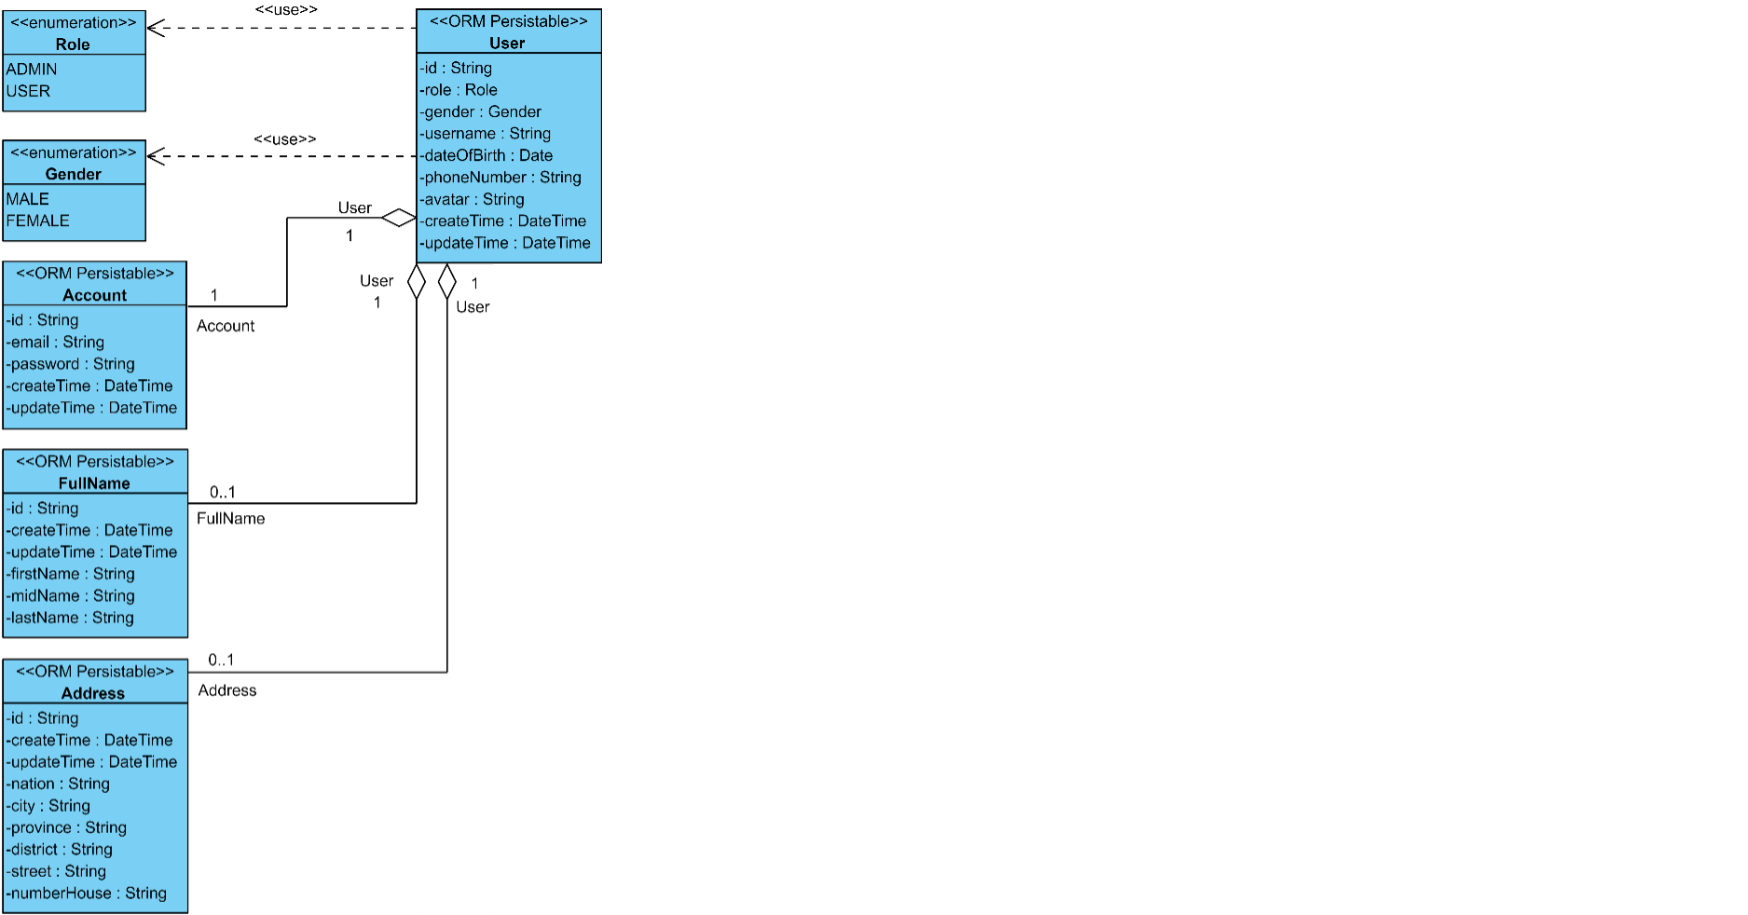 <<enumeration>>
Role
ADMIN
USER
<<use>>
<<ORM Persistable>>
User
-id : String
-role : Role
-gender : Gender
-username : String
-dateOfBirth : Date
-phoneNumber : String
-avatar : String
-createTime : DateTime
-updateTime : DateTime
<<enumeration>>
Gender
MALE
FEMALE
<<use>>
User
1
<<ORM Persistable>>
Account
-id : String
-email : String
-password : String
-createTime : DateTime
-updateTime : DateTime
1
Account
User
1
1
User
<<ORM Persistable>>
FullName
-id : String
-createTime : DateTime
-updateTime : DateTime
-firstName : String
-midName : String
-lastName : String
0..1
FullName
<<ORM Persistable>>
Address
-id : String
-createTime : DateTime
-updateTime : DateTime
-nation : String
-city : String
-province : String
-district : String
-street : String
-numberHouse : String
0..1
Address